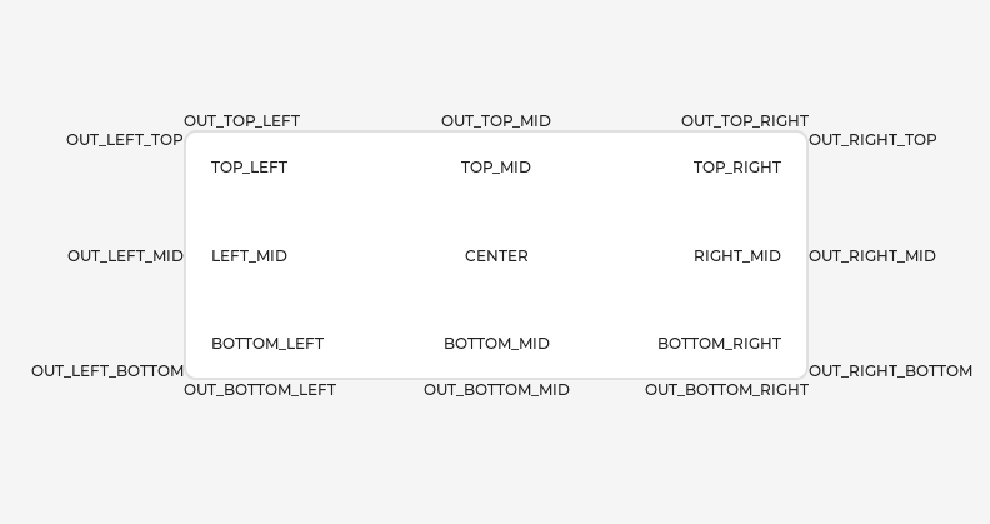 OUT_TOP_LEFT OUT_TOP_MID OUT_TOP_RIGHT
OUT_LEFT_TOP OUT_RIGHT_TOP
TOP_LEFT TOP_MID TOP_RIGHT
OUT_LEFT_MID LEFT_MID CENTER RIGHT_MID OUT_RIGHT_MID
BOTTOM_LEFT BOTTOM_MID BOTTOM_RIGHT
OUT_LEFT_BOTTOM OUT_RIGHT_BOTTOM
OUT_BOTTOM_LEFT OUT_BOTTOM_MID OUT_BOTTOM_RIGHT